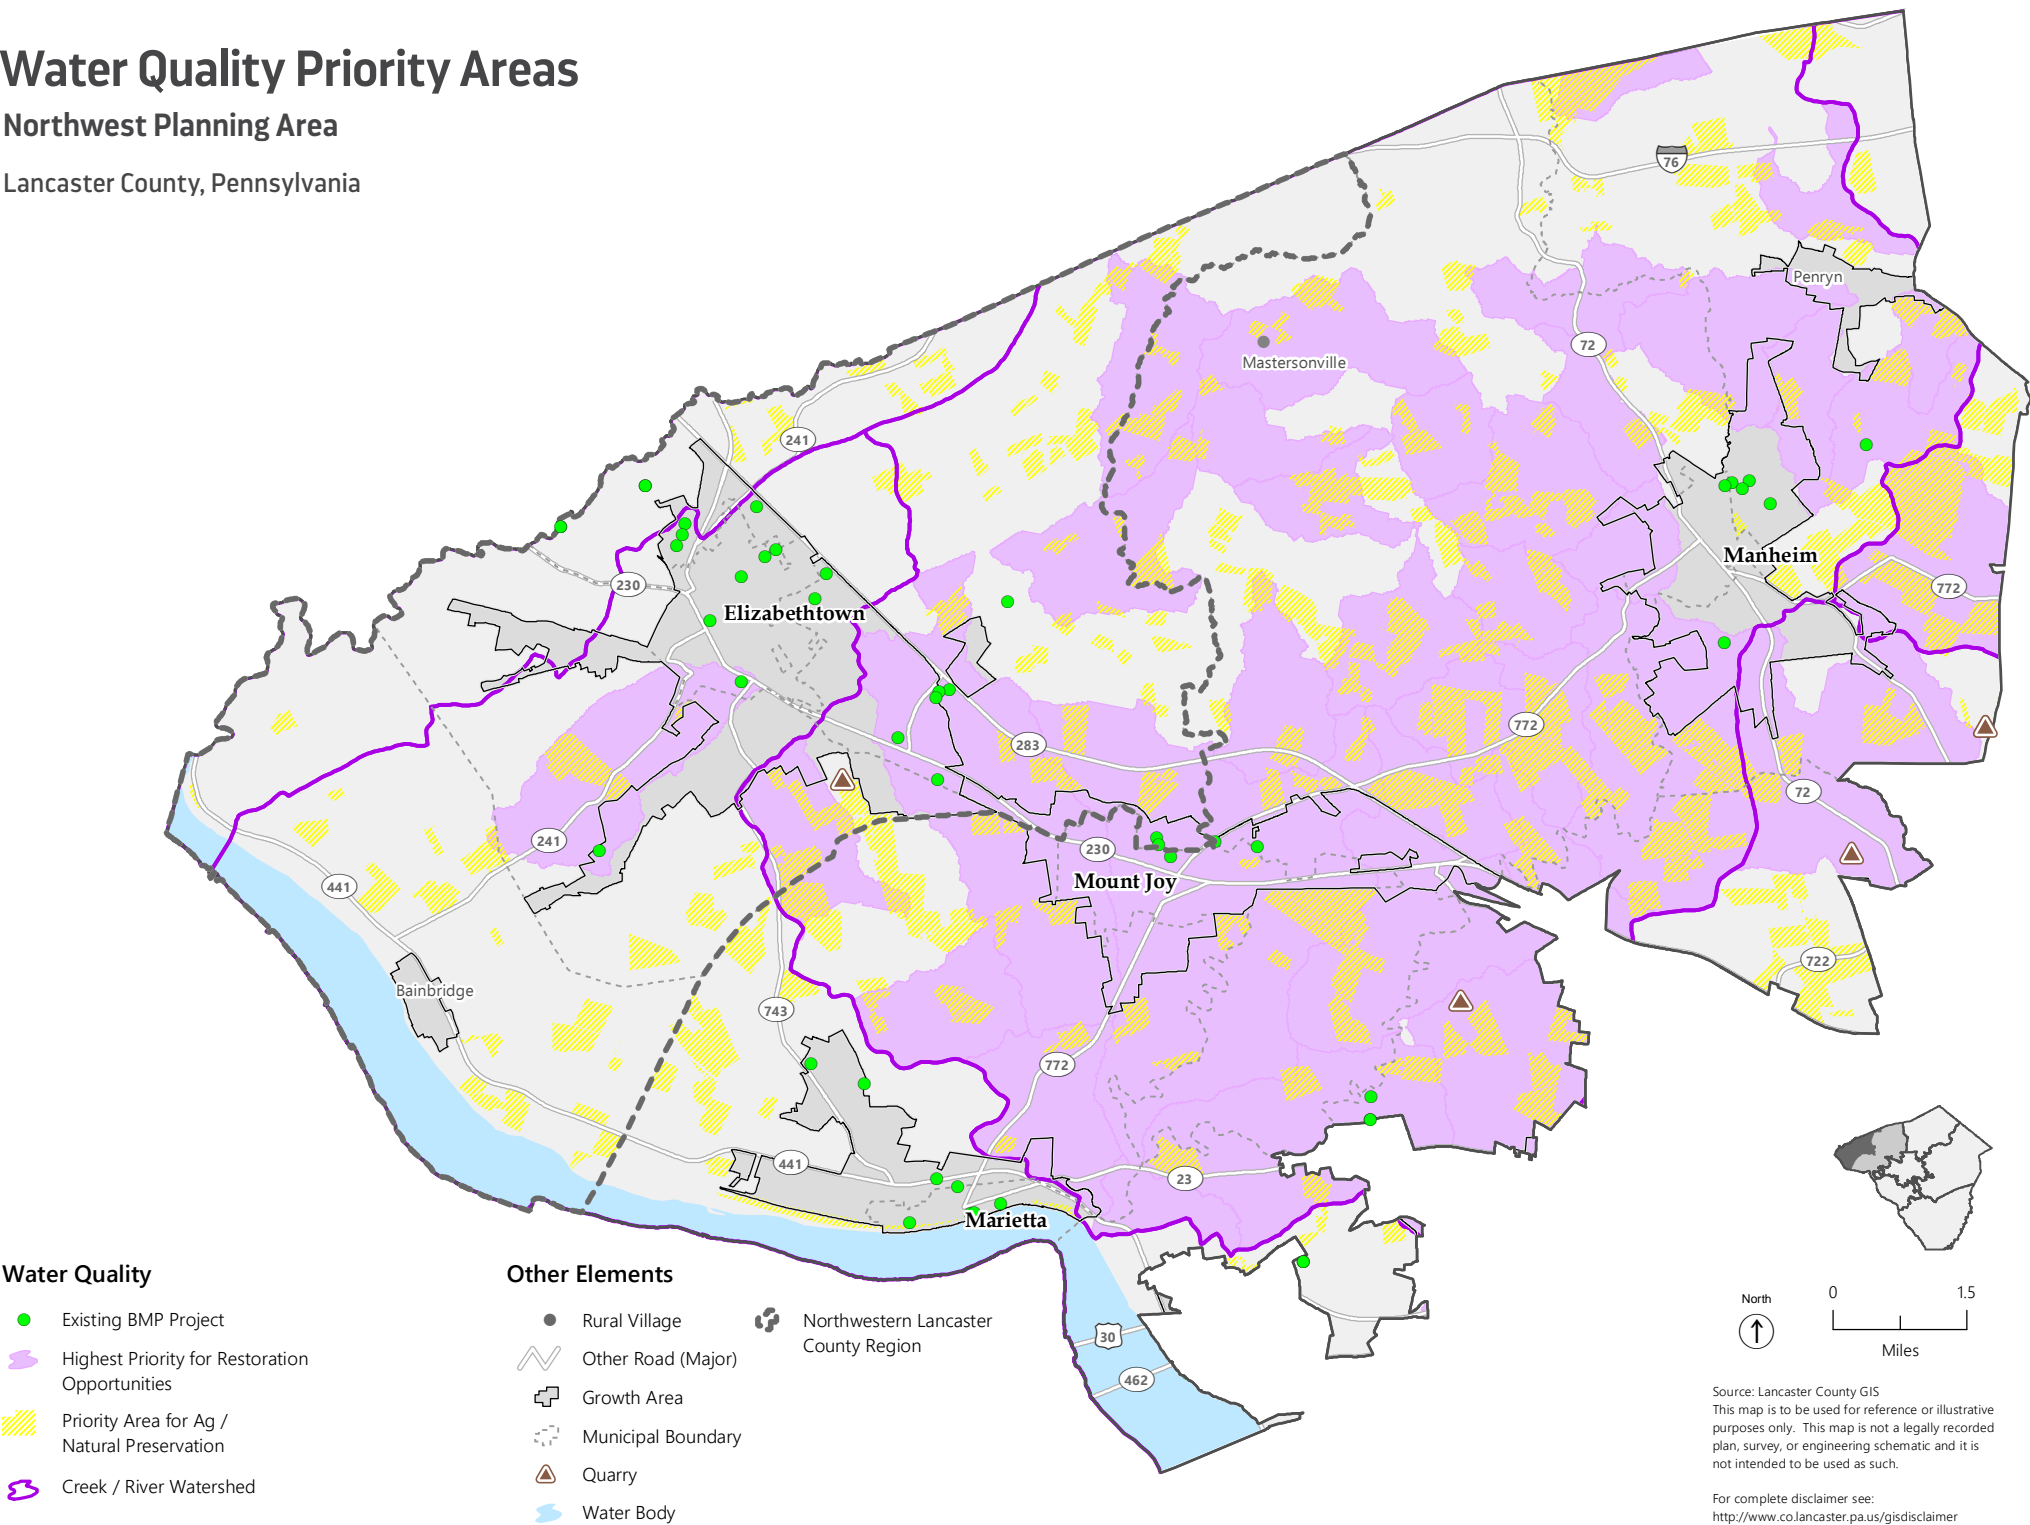 Water Quality Priority Areas
Northwest Planning Area
Lancaster County, Pennsylvania
76
Penryn
72
Mastersonville
241
Manheim
230
772
Elizabethtown
772
283
72
241
230
441
Mount Joy
722
Bainbridge
743
772
441
23
Marietta
30
462
Water Quality
Existing BMP Project
Highest Priority for Restoration
Opportunities
Priority Area for Ag /
Natural Preservation
Creek / River Watershed
Other Elements
Rural Village
Other Road (Major)
Growth Area
Municipal Boundary
Quarry
Water Body
Northwestern Lancaster
County Region
North
0 1.5
Miles
Source: Lancaster County GIS
This map is to be used for reference or illustrative
purposes only. This map is not a legally recorded
plan, survey, or engineering schematic and it is
not intended to be used as such.
For complete disclaimer see:
http://www.co.lancaster.pa.us/gisdisclaimer